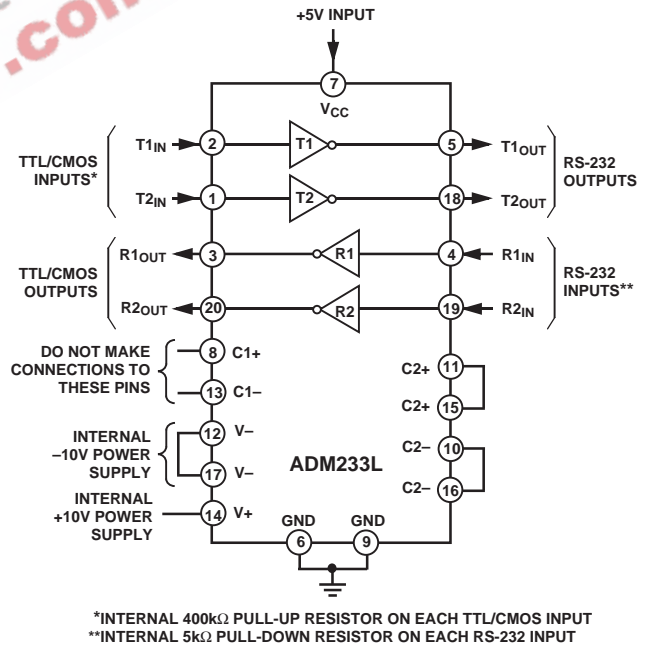 .com
+5V INPUT
7
VCC
TTL/CMOS
INPUTS*
T1IN
2
T1
5
T1OUT
T2IN
1
T2
18
T2OUT
RS-232
OUTPUTS
TTL/CMOS
OUTPUTS
R1OUT
3
R1
4
R1IN
R2OUT
20
R2
19
R2IN
RS-232
INPUTS**
DO NOT MAKE
CONNECTIONS TO
THESE PINS
8
C1+
13
C1–
C2+
11
C2+
15
INTERNAL
–10V POWER
SUPPLY
12
V–
17
V–
C2–
10
C2–
16
INTERNAL
+10V POWER
SUPPLY
14
V+
ADM233L
GND
GND
6
9
*INTERNAL 400kΩ PULL-UP RESISTOR ON EACH TTL/CMOS INPUT
**INTERNAL 5kΩ PULL-DOWN RESISTOR ON EACH RS-232 INPUT